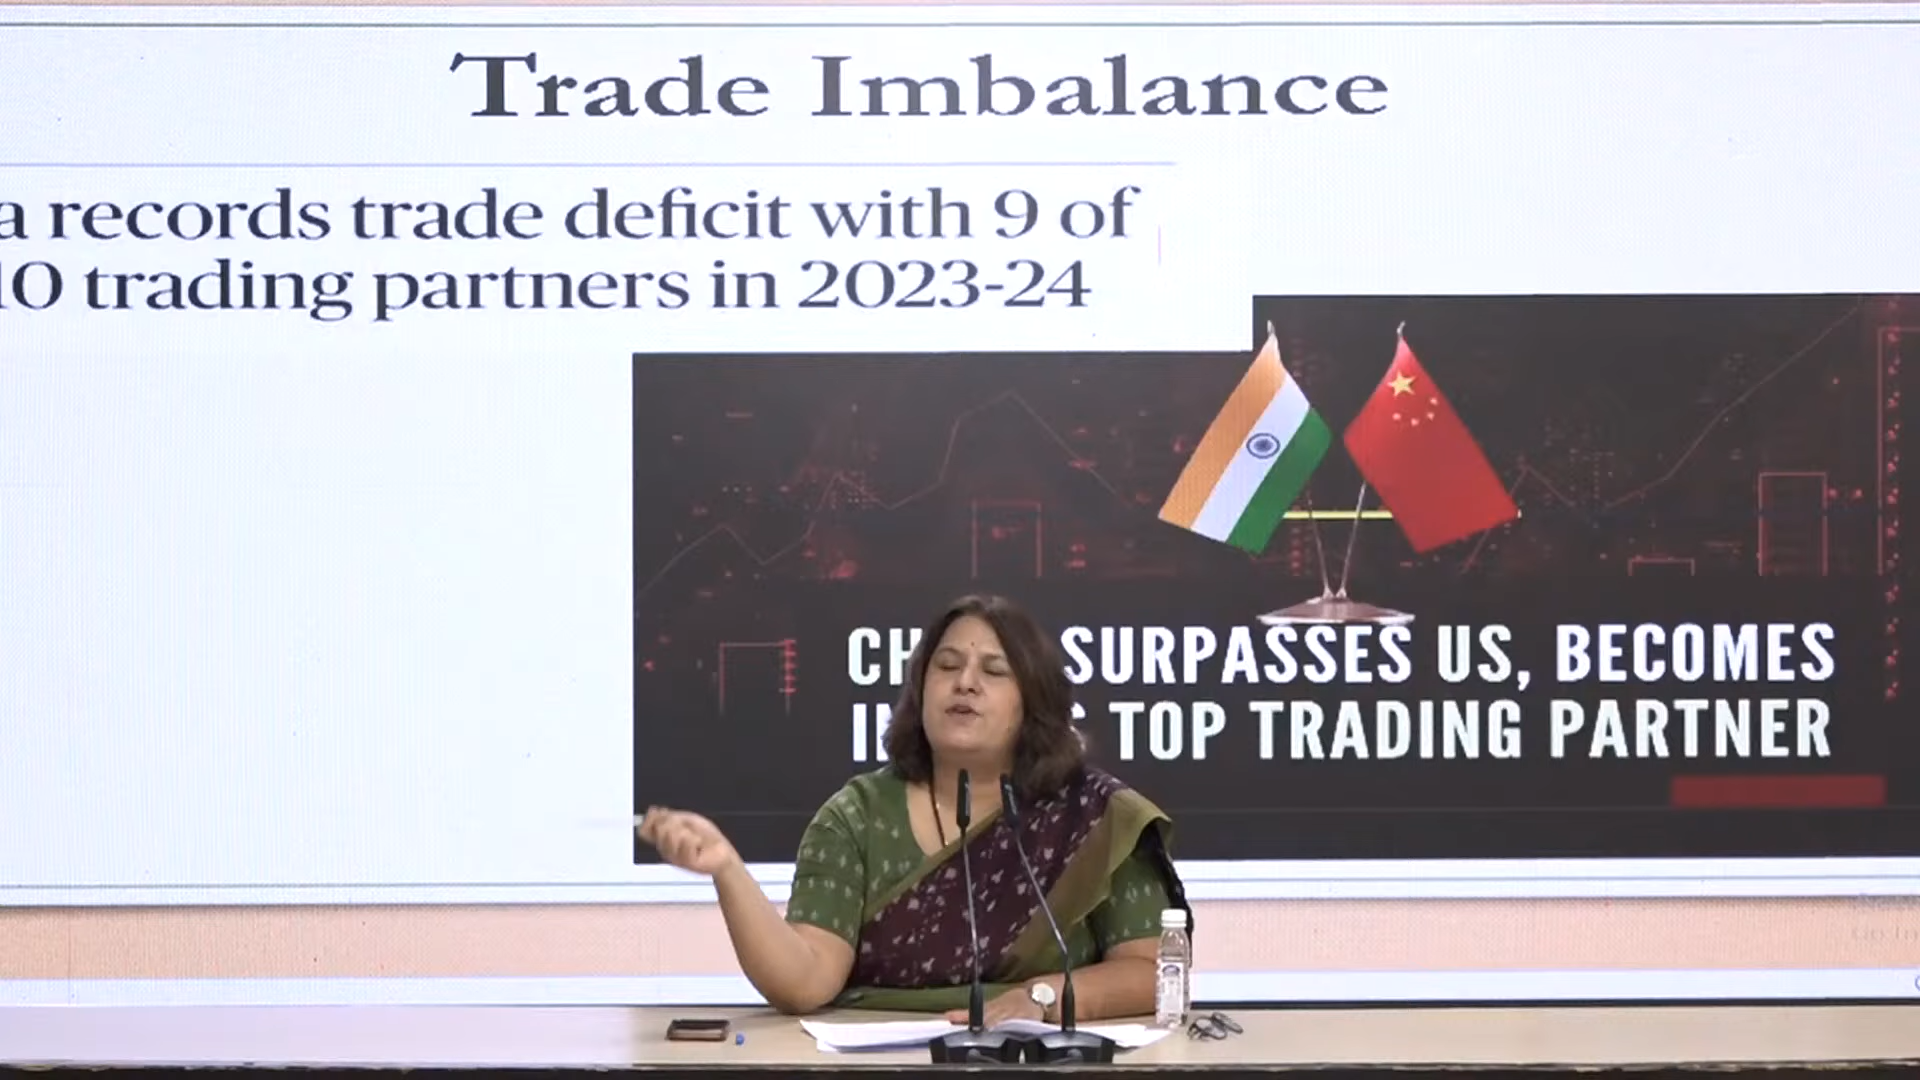 Trade Imbalance
a records trade deficit with 9 of
10 trading partners in 2023-24
SURPASSES US, BECOMES
TOP TRADING PARTNER